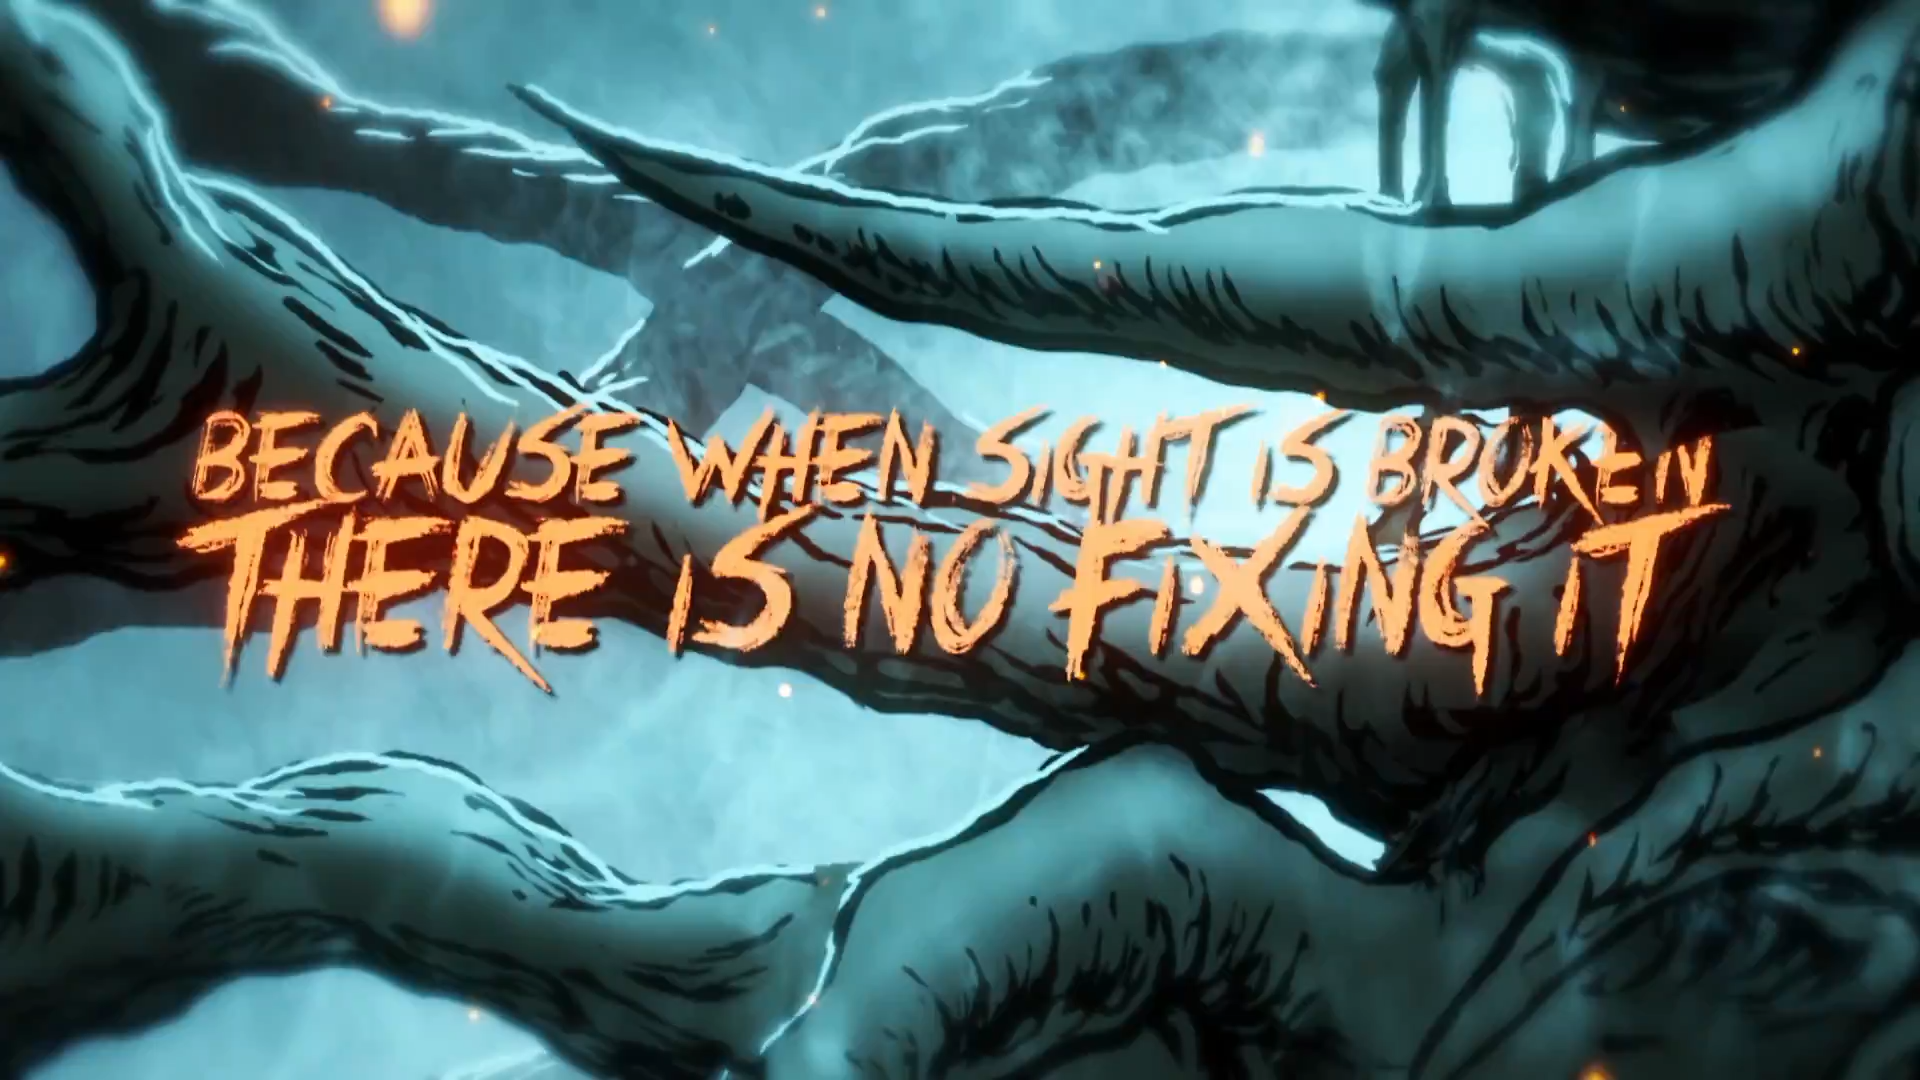 BECAUSE WHEN SIGHT IS BROKEN
THERE IS NO FIXING IT